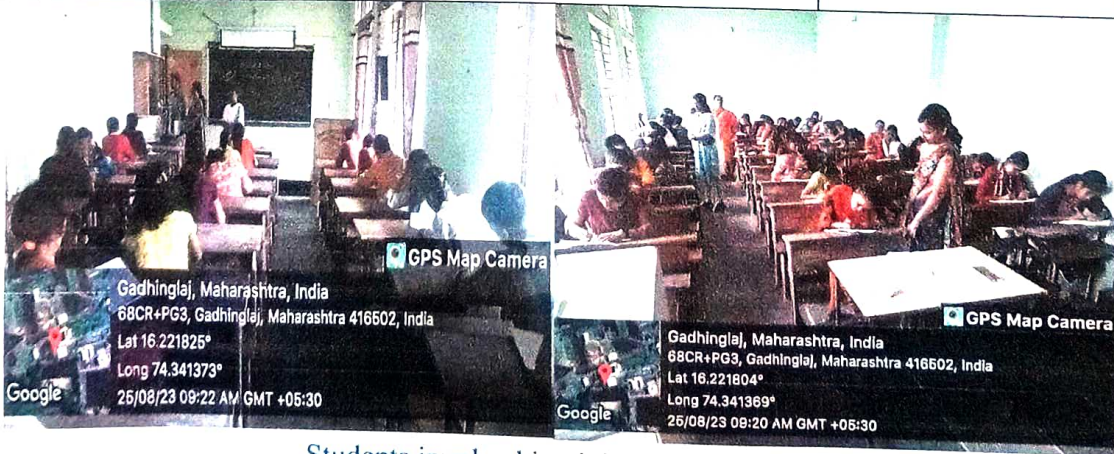 GPS Map Camera
Gadhinglaj, Maharashtra, India
68CR+PG3, Gadhinglaj, Maharashtra 416502, India
Lat 16.221825°
Long 74.341373°
25/08/23 09:22 AM GMT +05:30
Google
GPS Map Camera
Gadhinglaj, Maharashtra, India
68CR+PG3, Gadhinglaj, Maharashtra 416502, India
Lat 16.221804°
Long 74.341369°
25/08/23 09:20 AM GMT +05:30
Google
Students